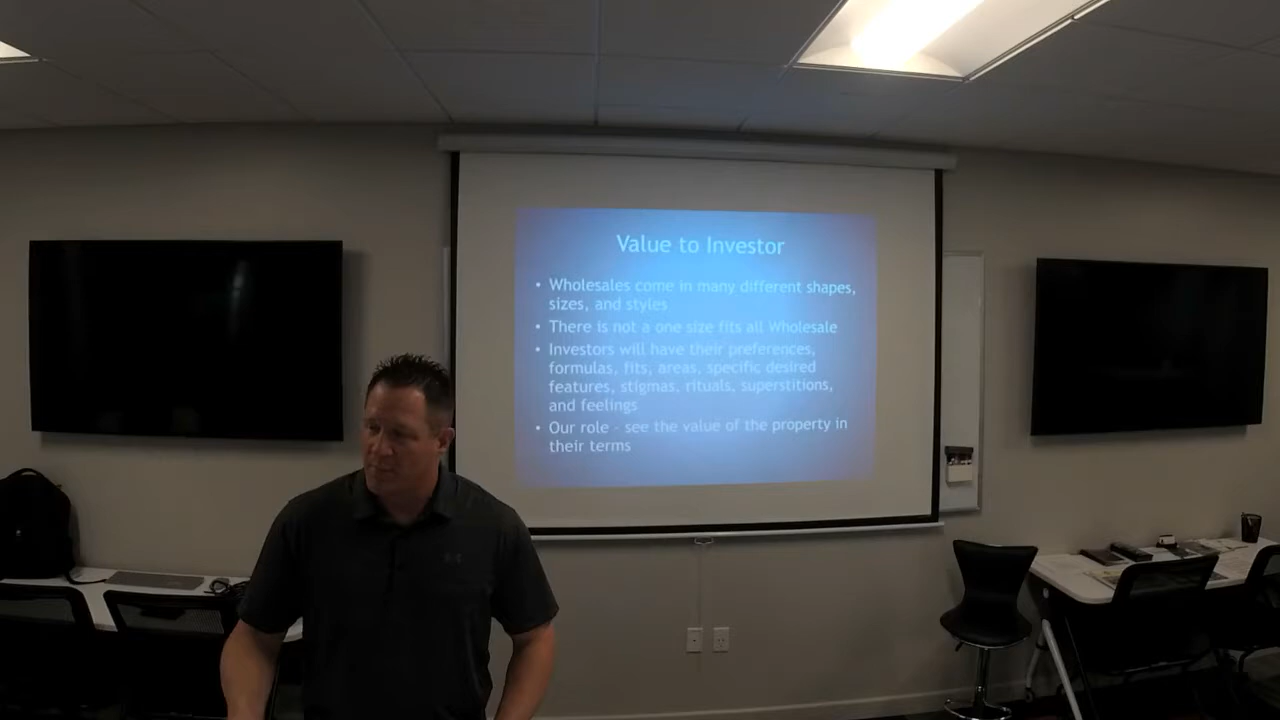 Value to Investor
• Wholesales come in many different shapes,
sizes, and styles
• There is not a one size fits all Wholesale
• Investors will have their preferences,
formulas, fits, areas, specific desired
features, stigmas, rituals, superstitions,
and feelings
• Our role - see the value of the property in
their terms